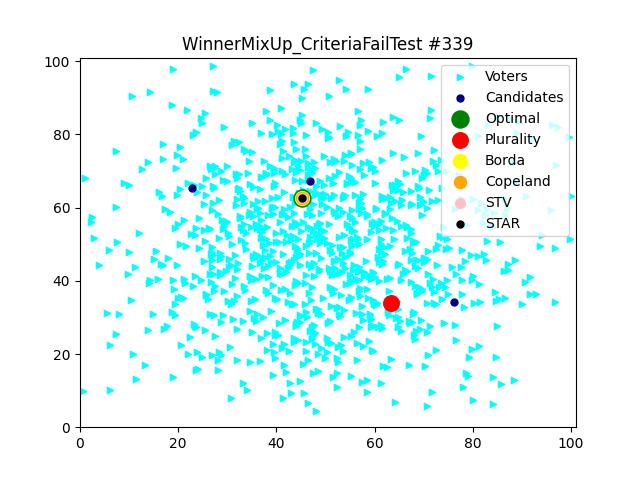 WinnerMixUp_CriteriaFailTest #339
100
80
60
40
20
0
0
20
40
60
80
100
Voters
Candidates
Optimal
Plurality
Borda
Copeland
STV
STAR